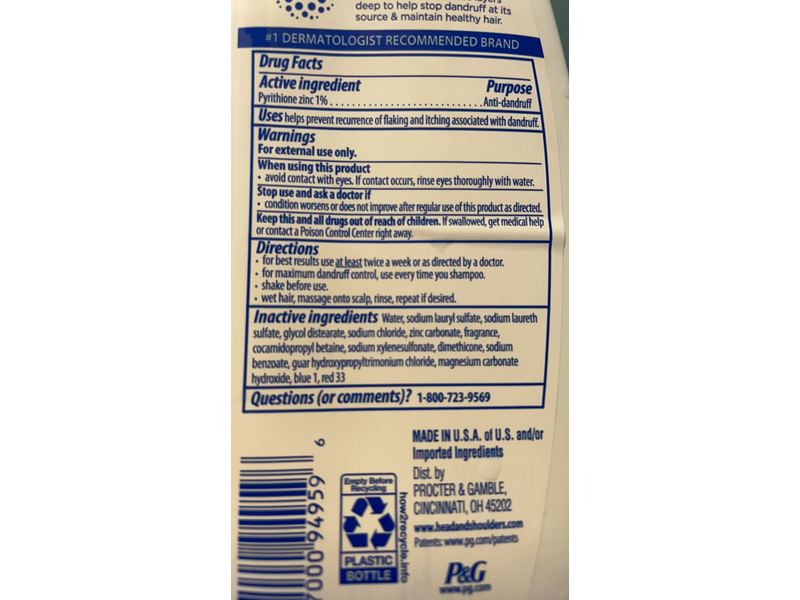 deep to help stop dandruff at its
source & maintain healthy hair.
#1 DERMATOLOGIST RECOMMENDED BRAND
Drug Facts
Active ingredient Purpose
Pyrithione zinc 1% . . . . . . . . . . . . . . . . . . . . . . . . . . . . Anti-dandruff
Uses helps prevent recurrence of flaking and itching associated with dandruff.
Warnings
For external use only.
When using this product
• avoid contact with eyes. If contact occurs, rinse eyes thoroughly with water.
Stop use and ask a doctor if
• condition worsens or does not improve after regular use of this product as directed.
Keep this and all drugs out of reach of children. If swallowed, get medical help
or contact a Poison Control Center right away.
Directions
• for best results use at least twice a week or as directed by a doctor.
• for maximum dandruff control, use every time you shampoo.
• shake before use.
• wet hair, massage onto scalp, rinse, repeat if desired.
Inactive ingredients Water, sodium lauryl sulfate, sodium laureth
sulfate, glycol distearate, sodium chloride, zinc carbonate, fragrance,
cocamidopropyl betaine, sodium xylenesulfonate, dimethicone, sodium
benzoate, guar hydroxypropyltrimonium chloride, magnesium carbonate
hydroxide, blue 1, red 33
Questions (or comments)? 1-800-723-9569
MADE IN U.S.A. of U.S. and/or
Imported Ingredients
Dist. by
PROCTER & GAMBLE,
CINCINNATI, OH 45202
www.headandshoulders.com
Patents: www.pg.com/patents
P&G
www.pg.com
Empty Before
Recycling
PLASTIC
BOTTLE
how2recycle.info
7000 94959 6